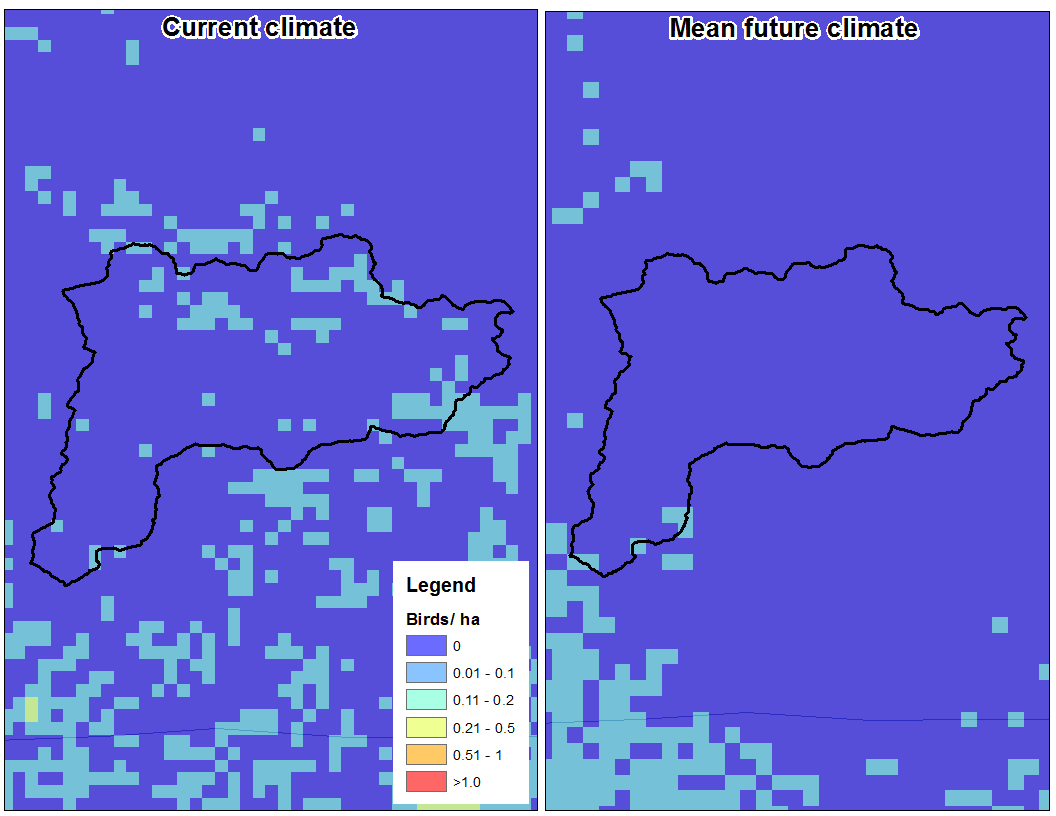 Current climate
Mean future climate
Legend
Birds/ ha
0
0.01 - 0.1
0.11 - 0.2
0.21 - 0.5
0.51 - 1
>1.0